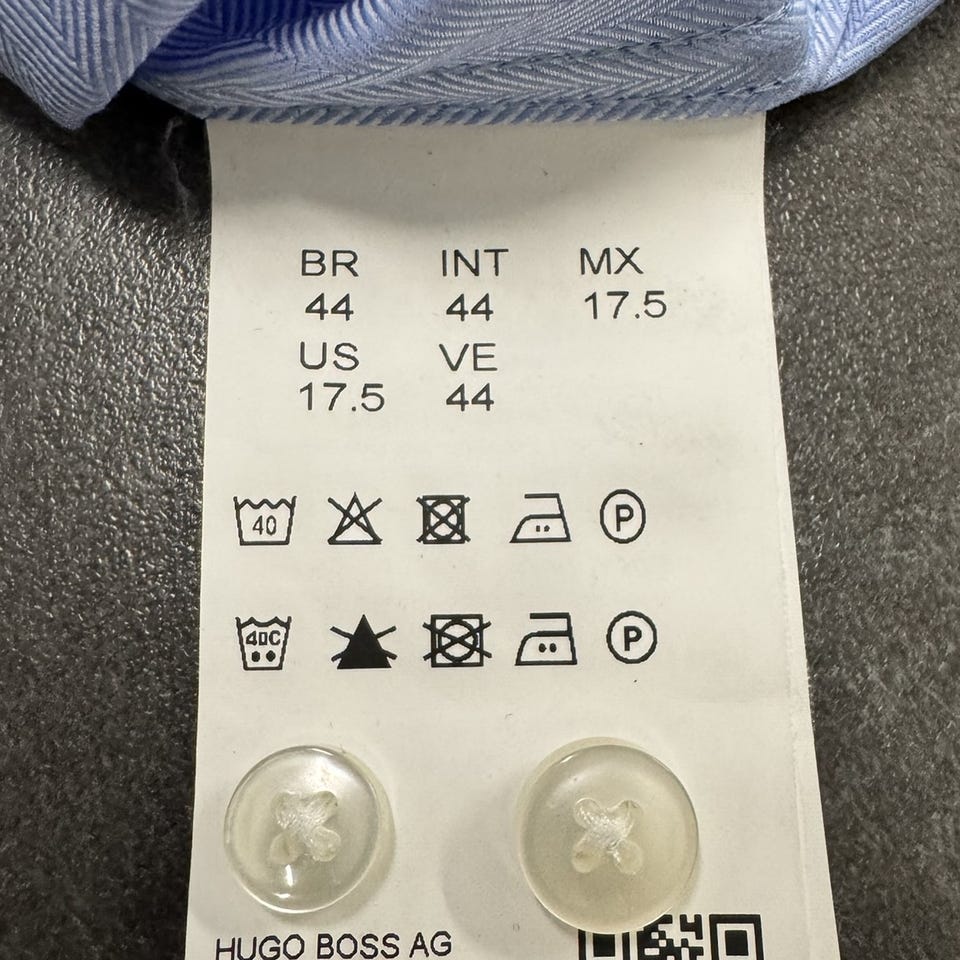 BR INT MX
44 44 17.5
US VE
17.5 44
40 P
40C P
HUGO BOSS AG